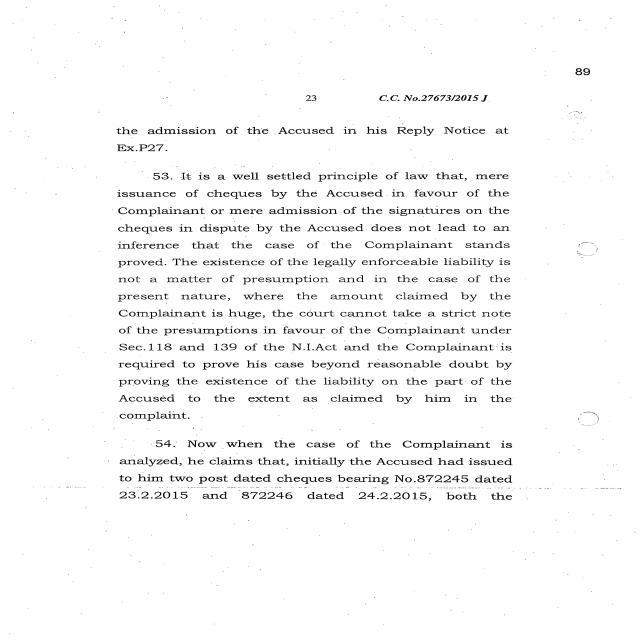 89
23 C.C. No.27673/2015 J
the admission of the Accused in his Reply Notice at
Ex.P27.
53. It is a well settled principle of law that, mere
issuance of cheques by the Accused in favour of the
Complainant or mere admission of the signatures on the
cheques in dispute by the Accused does not lead to an
inference that the case of the Complainant stands
proved. The existence of the legally enforceable liability is
not a matter of presumption and in the case of the
present nature, where the amount claimed by the
Complainant is huge, the court cannot take a strict note
of the presumptions in favour of the Complainant under
Sec.118 and 139 of the N.I.Act and the Complainant is
required to prove his case beyond reasonable doubt by
proving the existence of the liability on the part of the
Accused to the extent as claimed by him in the
complaint.
54. Now when the case of the Complainant is
analyzed, he claims that, initially the Accused had issued
to him two post dated cheques bearing No.872245 dated
23.2.2015 and 872246 dated 24.2.2015, both the